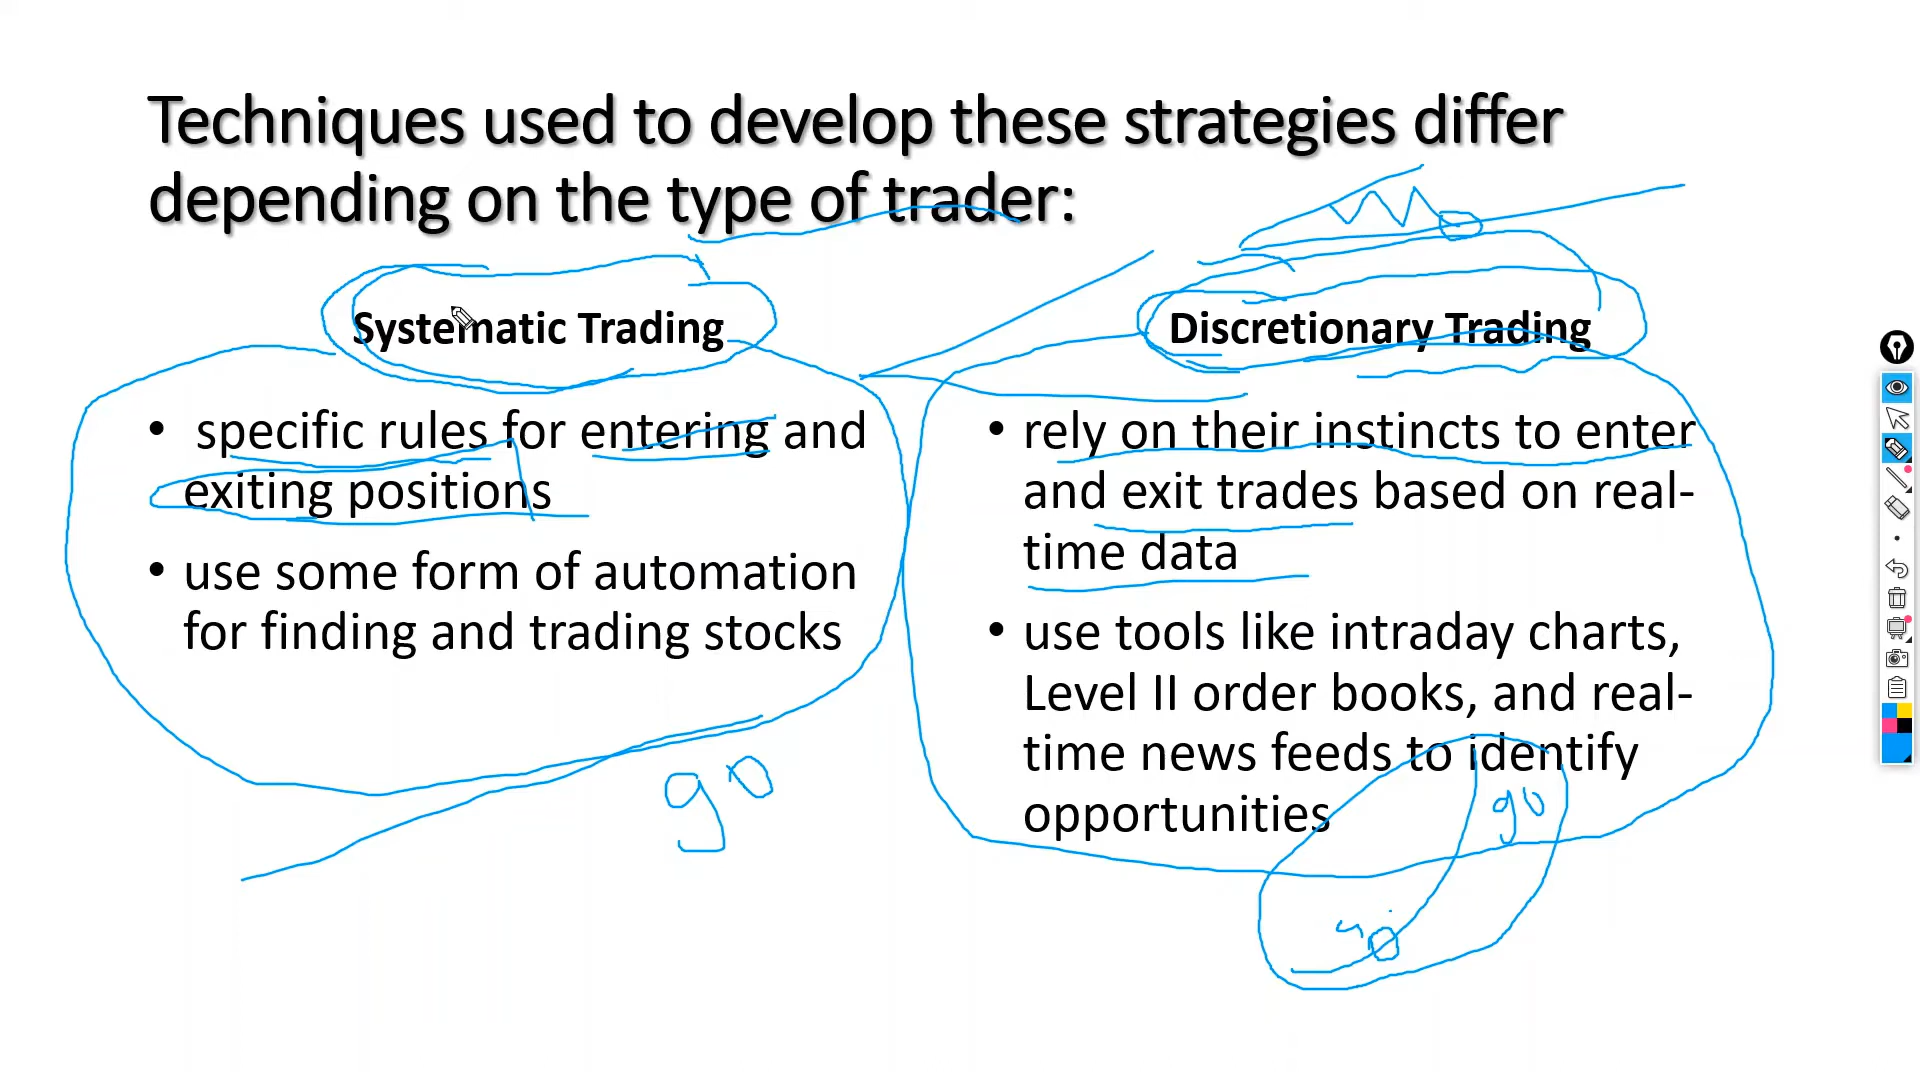 Techniques used to develop these strategies differ
depending on the type of trader:
Systematic Trading
• specific rules for entering and
exiting positions
• use some form of automation
for finding and trading stocks
Discretionary Trading
• rely on their instincts to enter
and exit trades based on real-
time data
• use tools like intraday charts,
Level II order books, and real-
time news feeds to identify
opportunities
90
90